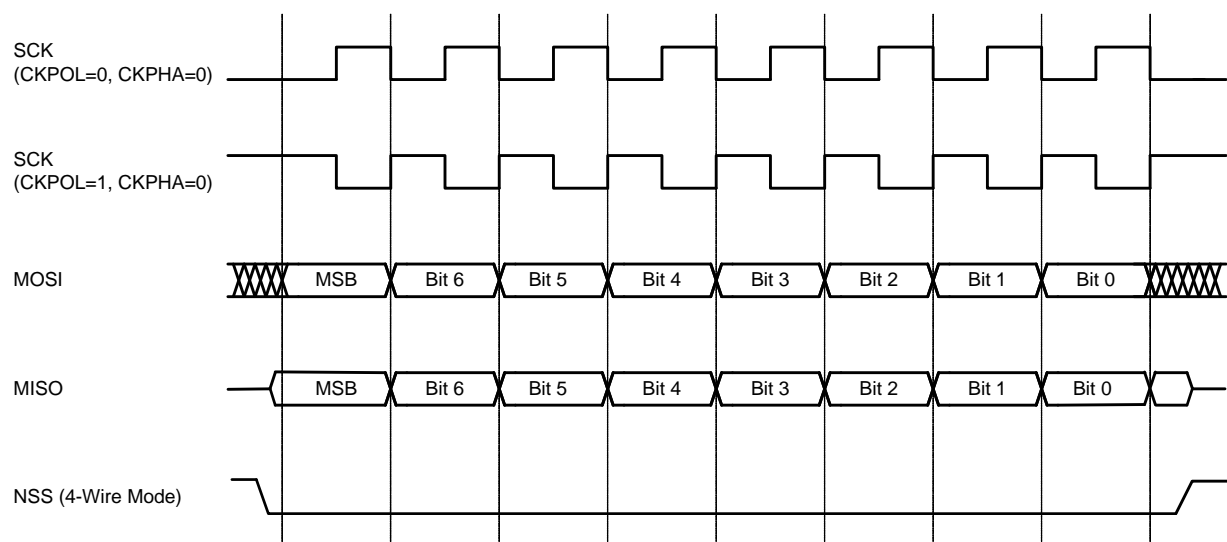 SCK
(CKPOL=0, CKPHA=0)
SCK
(CKPOL=1, CKPHA=0)
MOSI
MSB Bit 6 Bit 5 Bit 4 Bit 3 Bit 2 Bit 1 Bit 0
MISO
MSB Bit 6 Bit 5 Bit 4 Bit 3 Bit 2 Bit 1 Bit 0
NSS (4-Wire Mode)